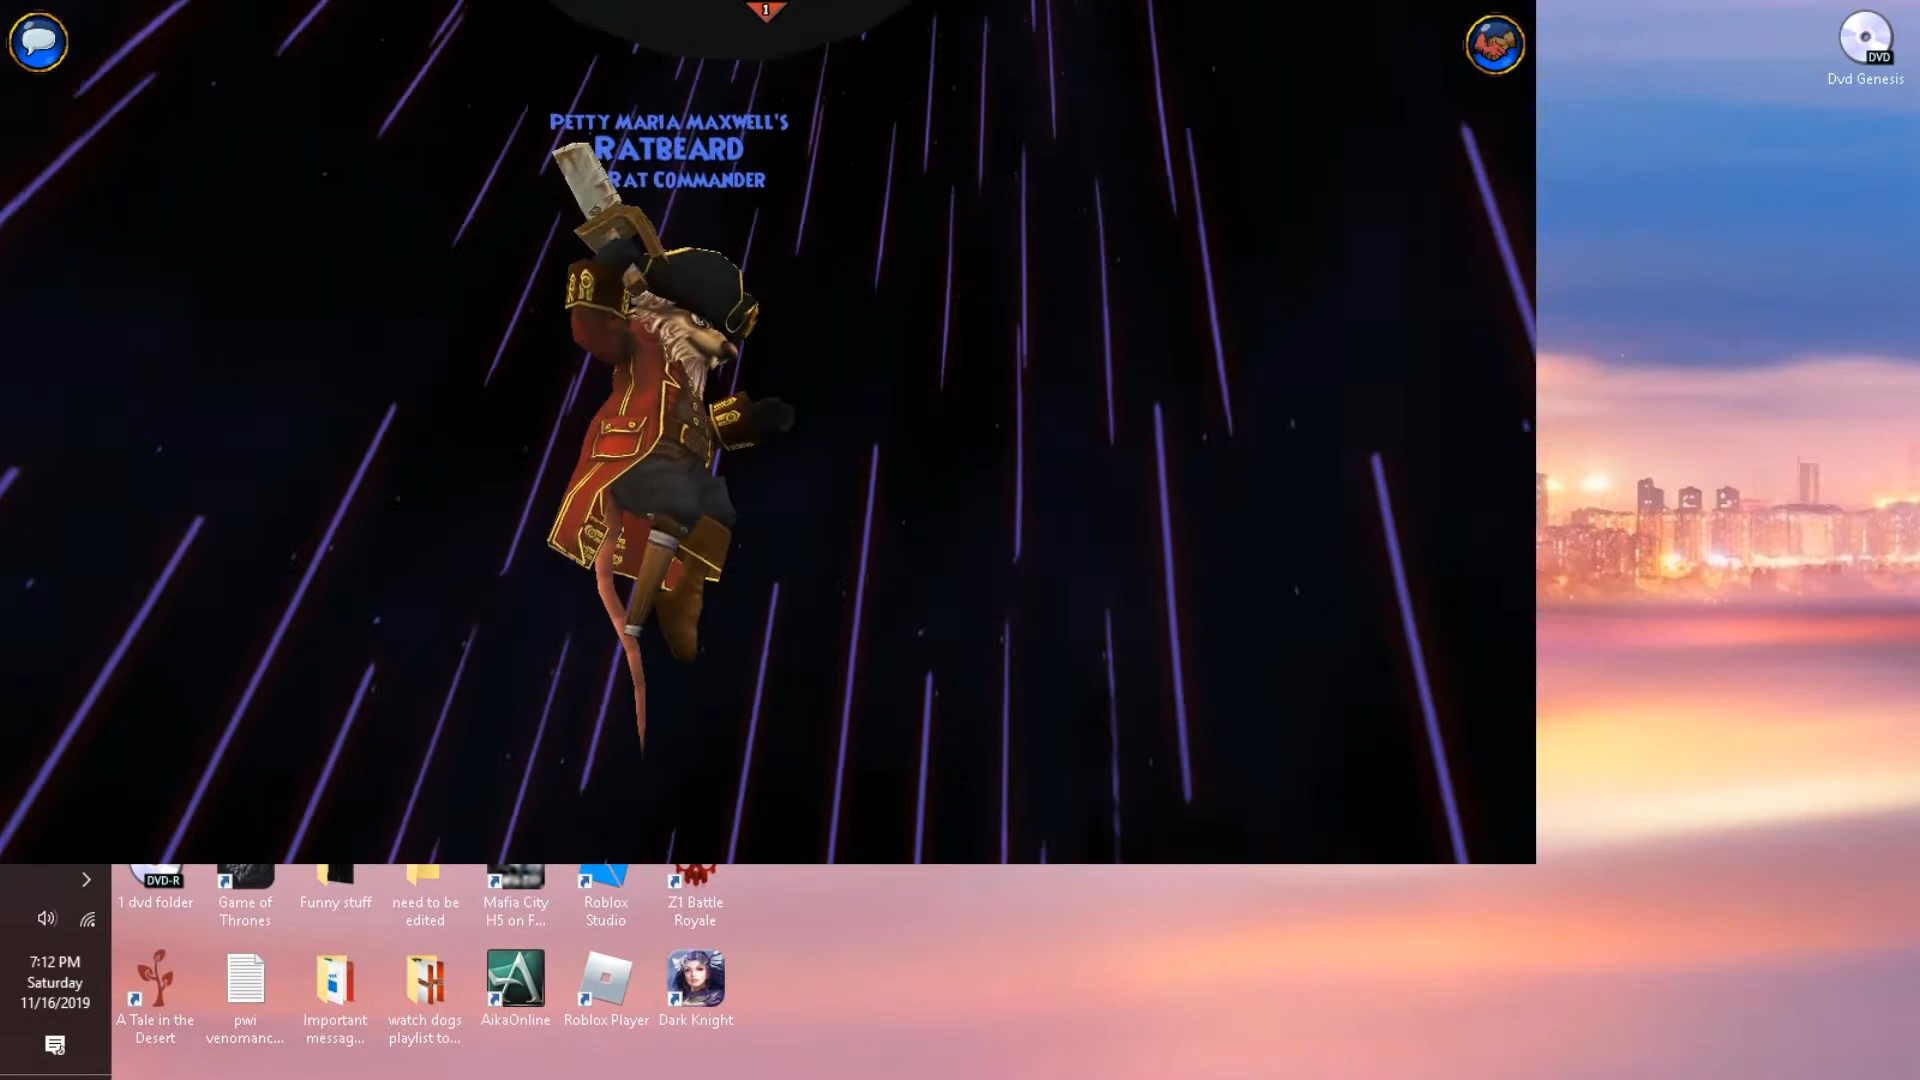 1
DVD
Dvd Genesis
PETTY MARIA MAXWELL'S
RATBEARD
RAT COMMANDER
DVD-R
1 dvd folder
Game of
Thrones
Funny stuff
need to be
edited
Mafia City
H5 on F...
Roblox
Studio
Z1 Battle
Royale
7:12 PM
Saturday
11/16/2019
A Tale in the
Desert
pwi
venomanc...
Important
messag...
watch dogs
playlist to...
AikaOnline
Roblox Player
Dark Knight